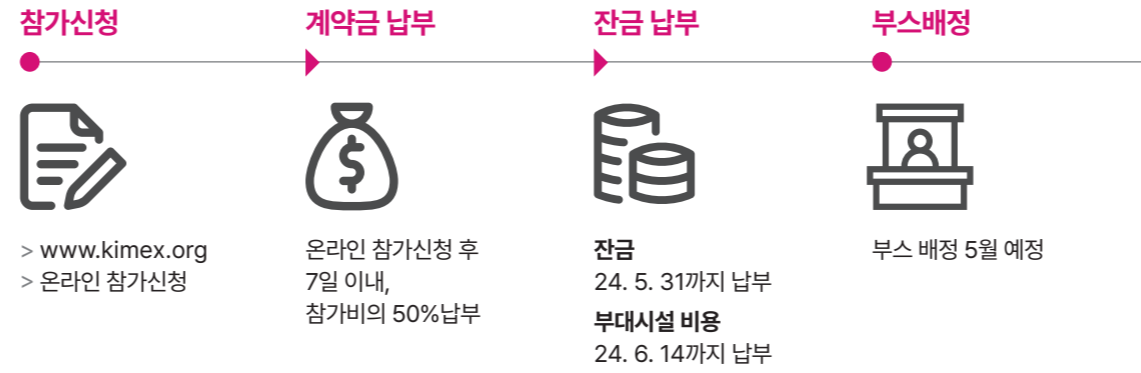 참가신청
계약금 납부
잔금 납부
부스배정
$
> www.kimex.org
> 온라인 참가신청
온라인 참가신청 후
7일 이내,
참가비의 50%납부
잔금
24. 5. 31까지 납부
부대시설 비용
24. 6. 14까지 납부
부스 배정 5월 예정